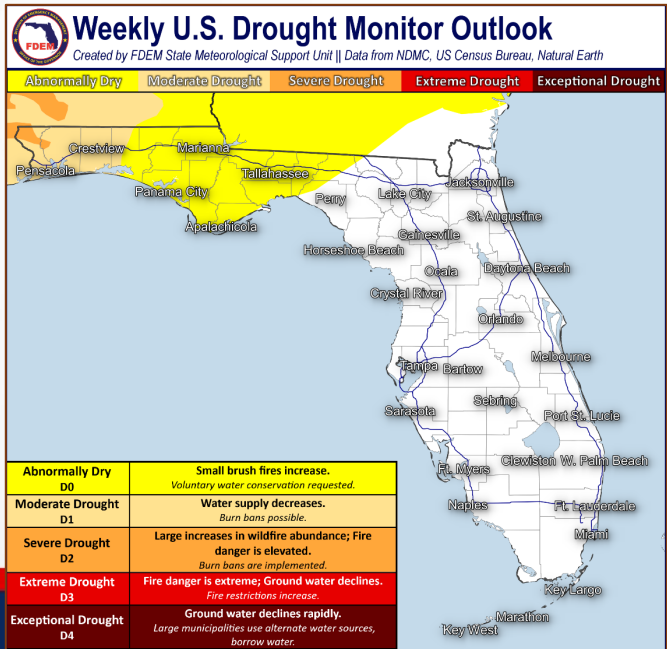 Weekly U.S. Drought Monitor Outlook
Created by FDEM State Meteorological Support Unit || Data from NDMC, US Census Bureau, Natural Earth
FDEM
Abnormally Dry Moderate Drought Severe Drought Extreme Drought Exceptional Drought
Crestview
Marianna
Pensacola
Tallahassee
Panama City
Apalachicola
Perry
Lake City
Jacksonville
St. Augustine
Gainesville
Horseshoe Beach
Ocala
Daytona Beach
Crystal River
Orlando
Melbourne
Tampa
Bartow
Sebring
Sarasota
Port St. Lucie
Ft. Myers
Clewiston
W. Palm Beach
Naples
Ft. Lauderdale
Miami
Key Largo
Marathon
Key West
Abnormally Dry
D0
Small brush fires increase.
Voluntary water conservation requested.
Moderate Drought
D1
Water supply decreases.
Burn bans possible.
Severe Drought
D2
Large increases in wildfire abundance; Fire
danger is elevated.
Burn bans are implemented.
Extreme Drought
D3
Fire danger is extreme; Ground water declines.
Fire restrictions increase.
Exceptional Drought
D4
Ground water declines rapidly.
Large municipalities use alternate water sources,
borrow water.